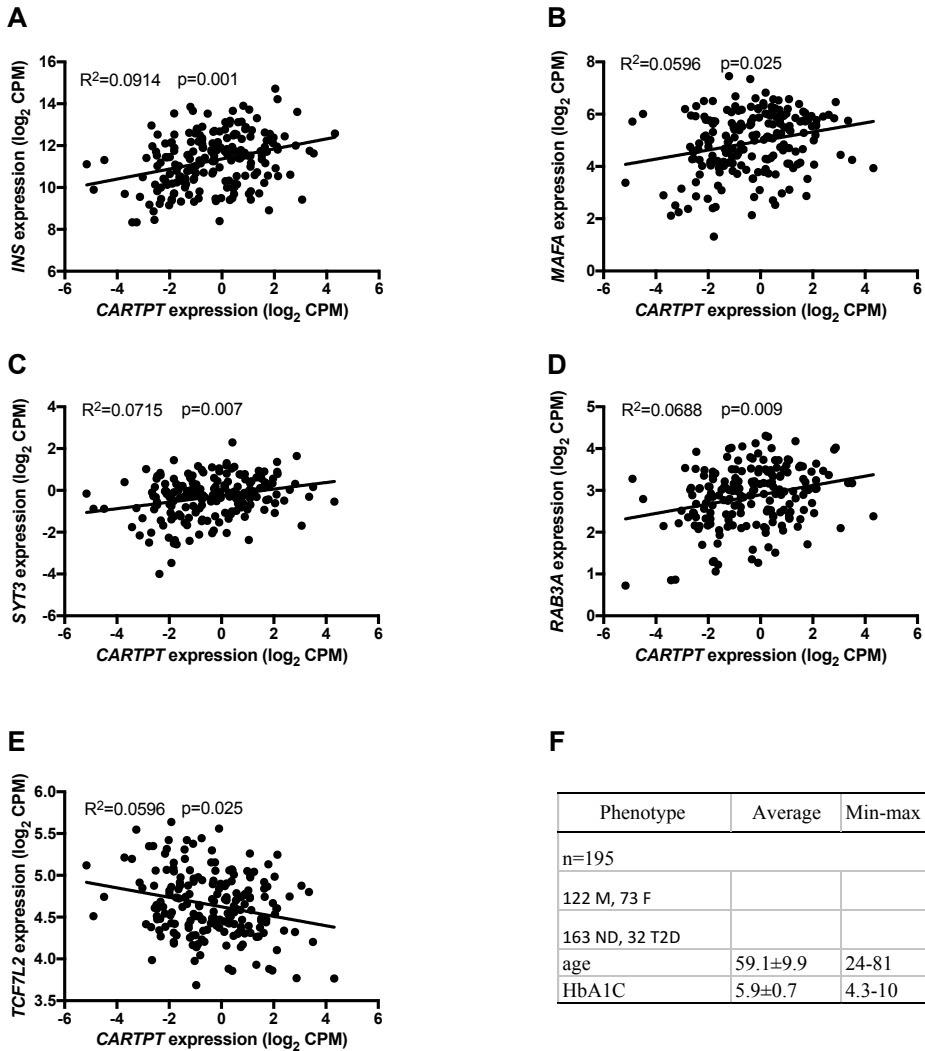 A
R²=0.0914 p=0.001
INS expression (log₂ CPM)
16
14
12
10
8
6
-6 -4 -2 0 2 4 6
CARTPT expression (log₂ CPM)
B
R²=0.0596 p=0.025
MAFA expression (log₂ CPM)
8
6
4
2
0
-6 -4 -2 0 2 4 6
CARTPT expression (log₂ CPM)
C
R²=0.0715 p=0.007
SYT3 expression (log₂ CPM)
4
2
0
-2
-4
-6
-6 -4 -2 0 2 4 6
CARTPT expression (log₂ CPM)
D
R²=0.0688 p=0.009
RAB3A expression (log₂ CPM)
5
4
3
2
1
0
-6 -4 -2 0 2 4 6
CARTPT expression (log₂ CPM)
E
R²=0.0596 p=0.025
TCF7L2 expression (log₂ CPM)
6.0
5.5
5.0
4.5
4.0
3.5
-6 -4 -2 0 2 4 6
CARTPT expression (log₂ CPM)
F
Phenotype Average Min-max
n=195
122 M, 73 F
163 ND, 32 T2D
age 59.1±9.9 24-81
HbA1C 5.9±0.7 4.3-10